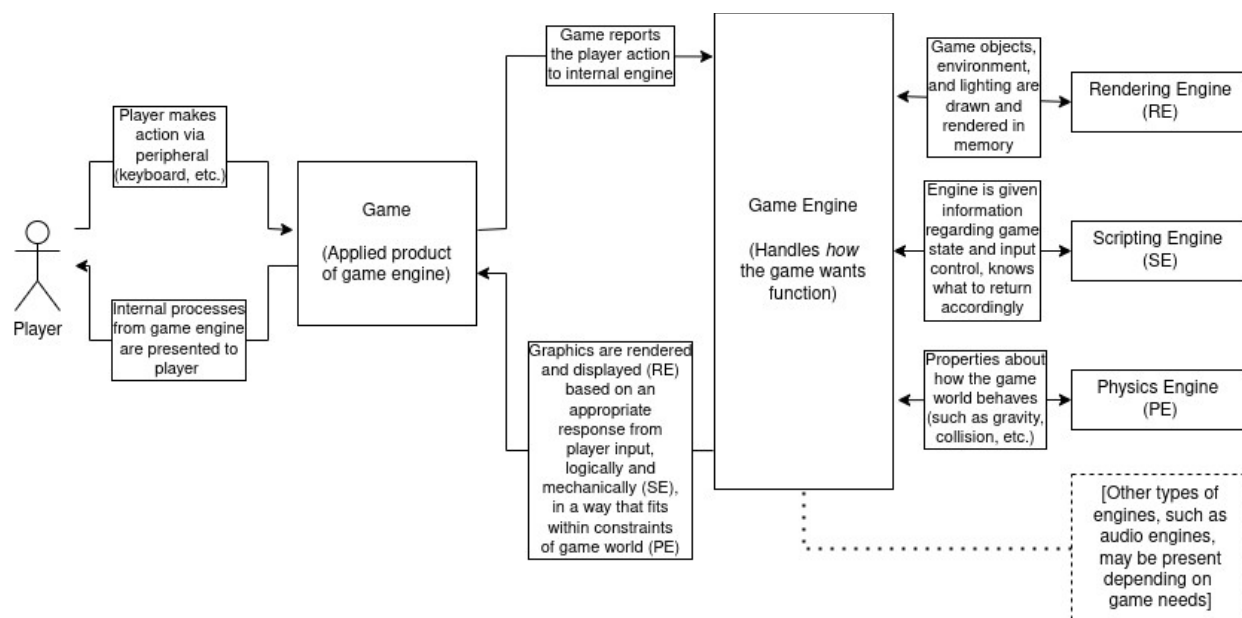 Game reports
the player action
to internal engine
Game objects,
environment,
and lighting are
drawn and
rendered in
memory
Rendering Engine
(RE)
Player makes
action via
peripheral
(keyboard, etc.)
Game
(Applied product
of game engine)
Game Engine
(Handles how
the game wants
function)
Engine is given
information
regarding game
state and input
control, knows
what to return
accordingly
Scripting Engine
(SE)
Player
Internal processes
from game engine
are presented to
player
Graphics are rendered
and displayed (RE)
based on an
appropriate
response from
player input,
logically and
mechanically (SE),
in a way that fits
within constraints
of game world (PE)
Properties about
how the game
world behaves
(such as gravity,
collision, etc.)
Physics Engine
(PE)
[Other types of
engines, such as
audio engines,
may be present
depending on
game needs]